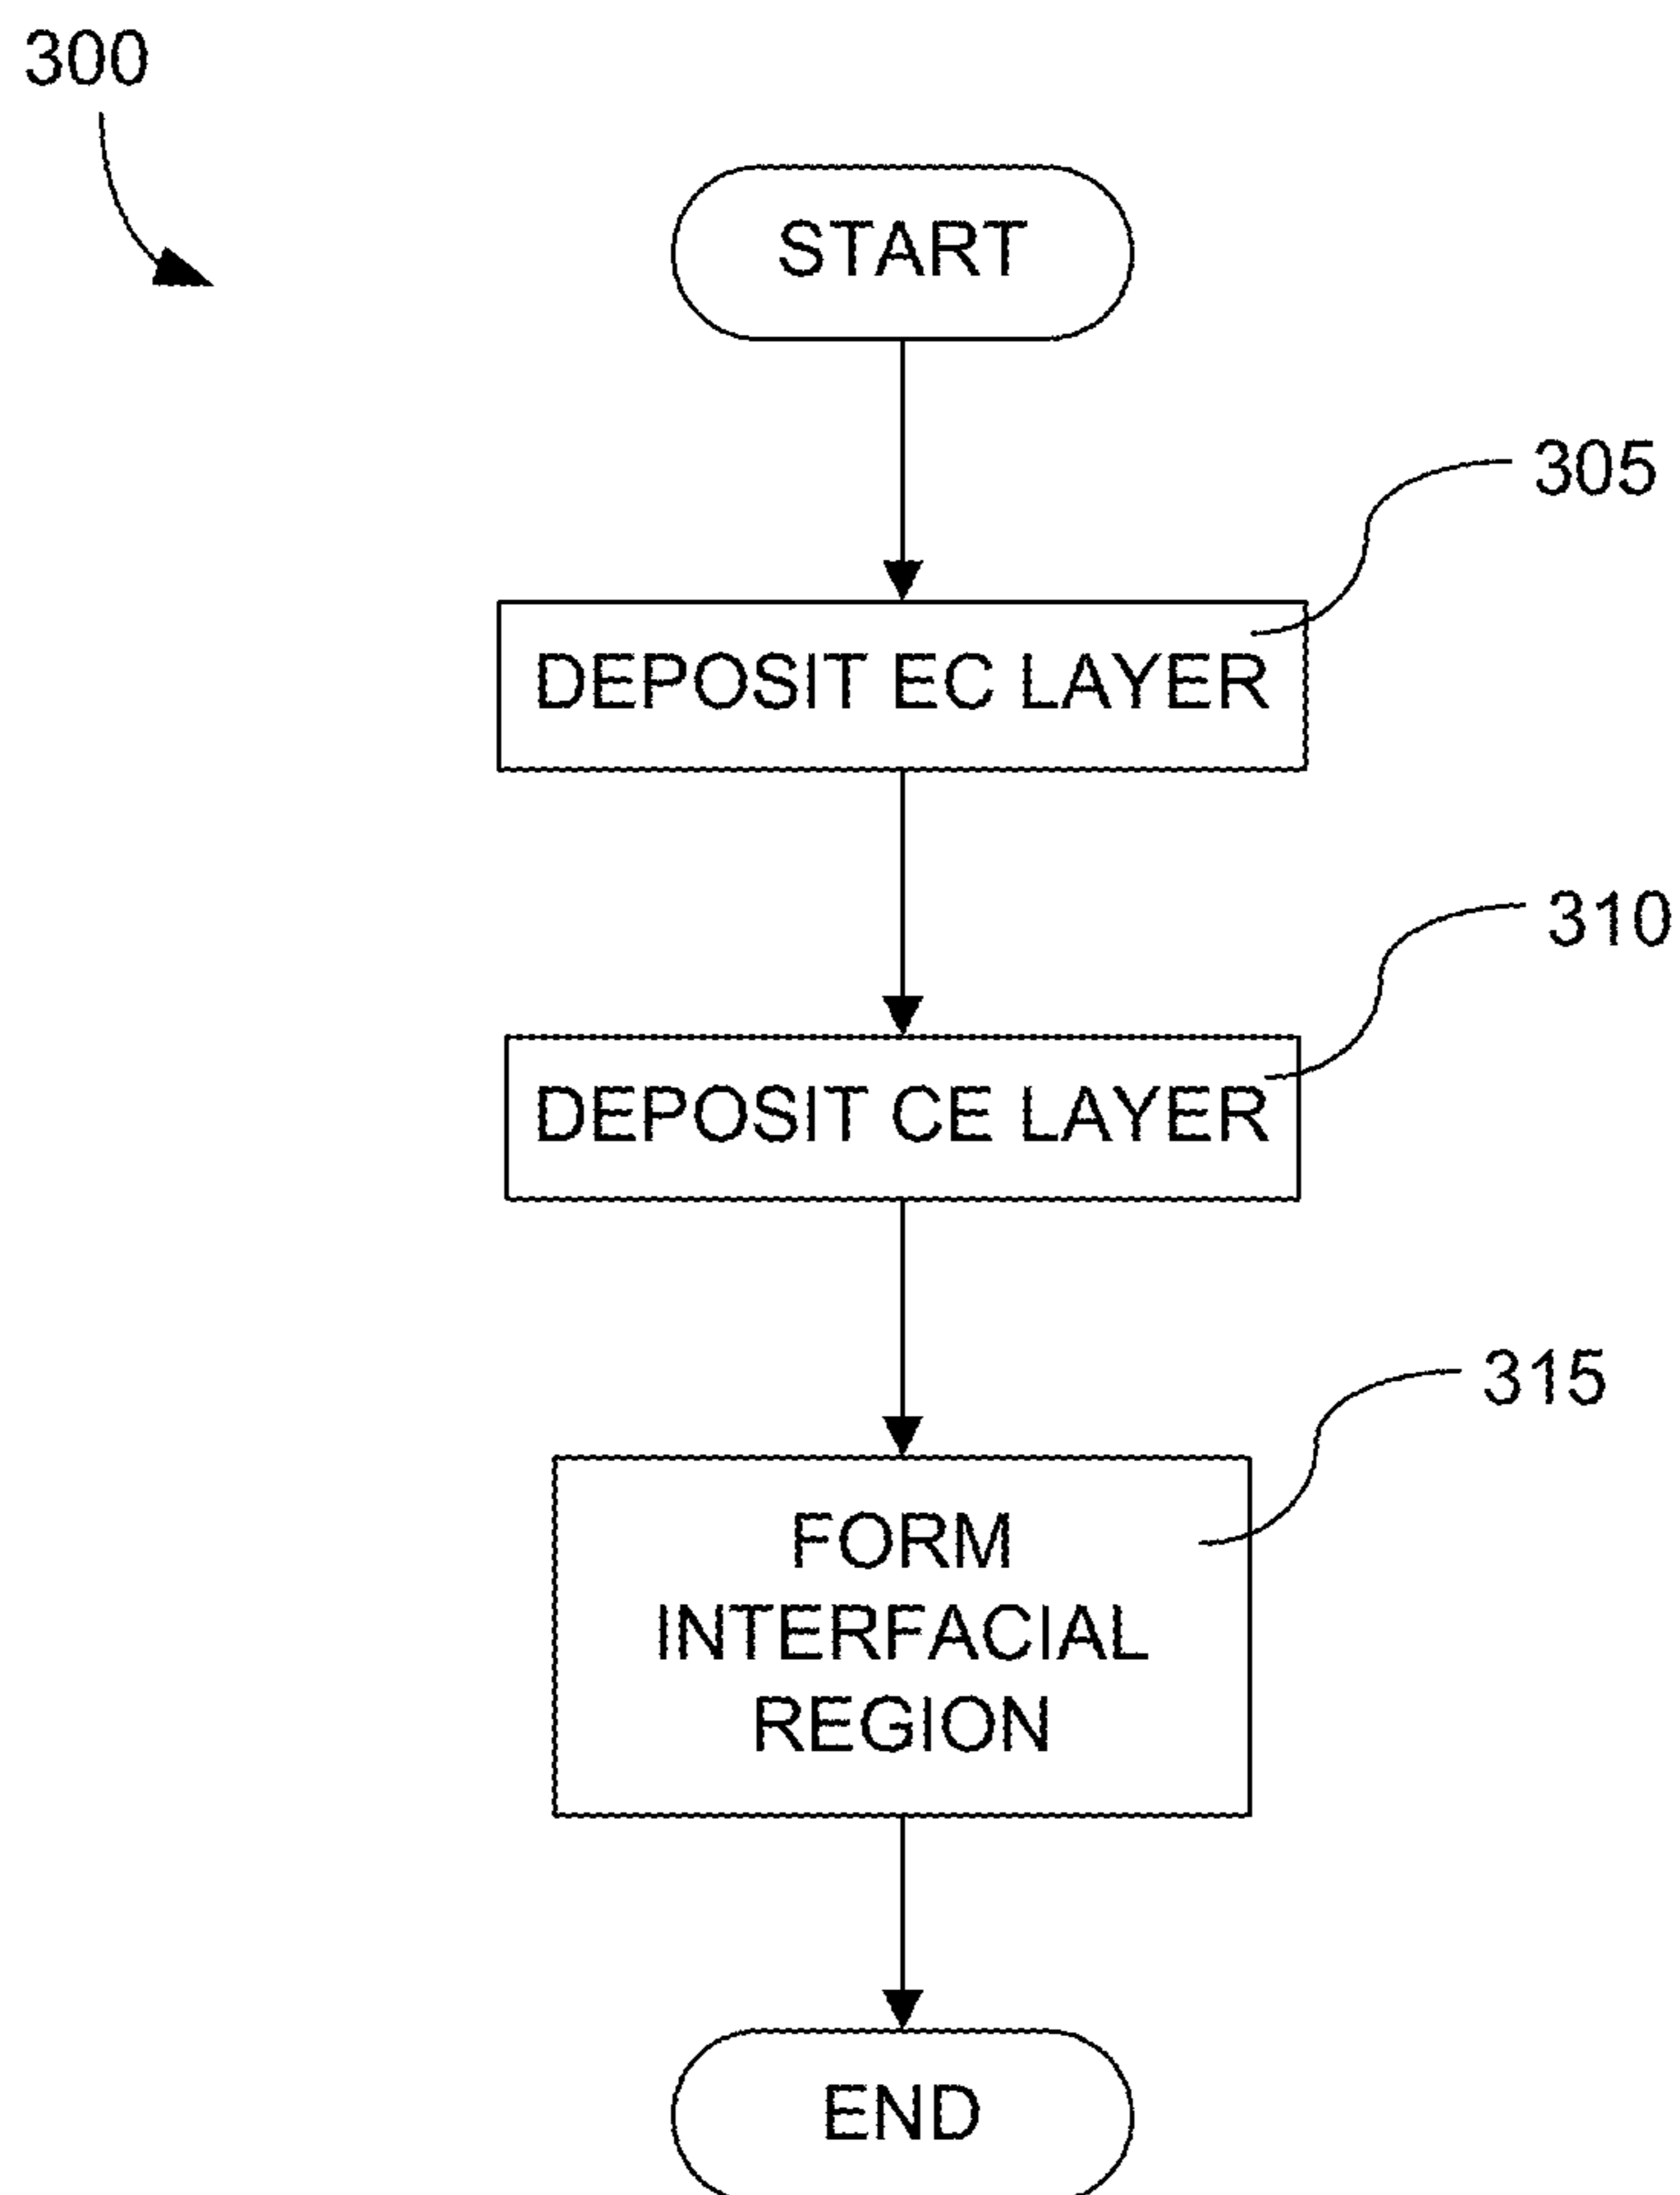 300
START
305
DEPOSIT EC LAYER
310
DEPOSIT CE LAYER
315
FORM
INTERFACIAL
REGION
END